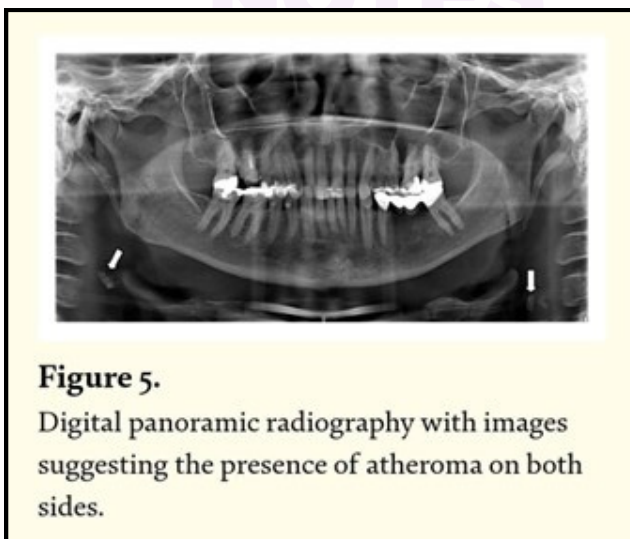 Figure 5.
Digital panoramic radiography with images
suggesting the presence of atheroma on both
sides.